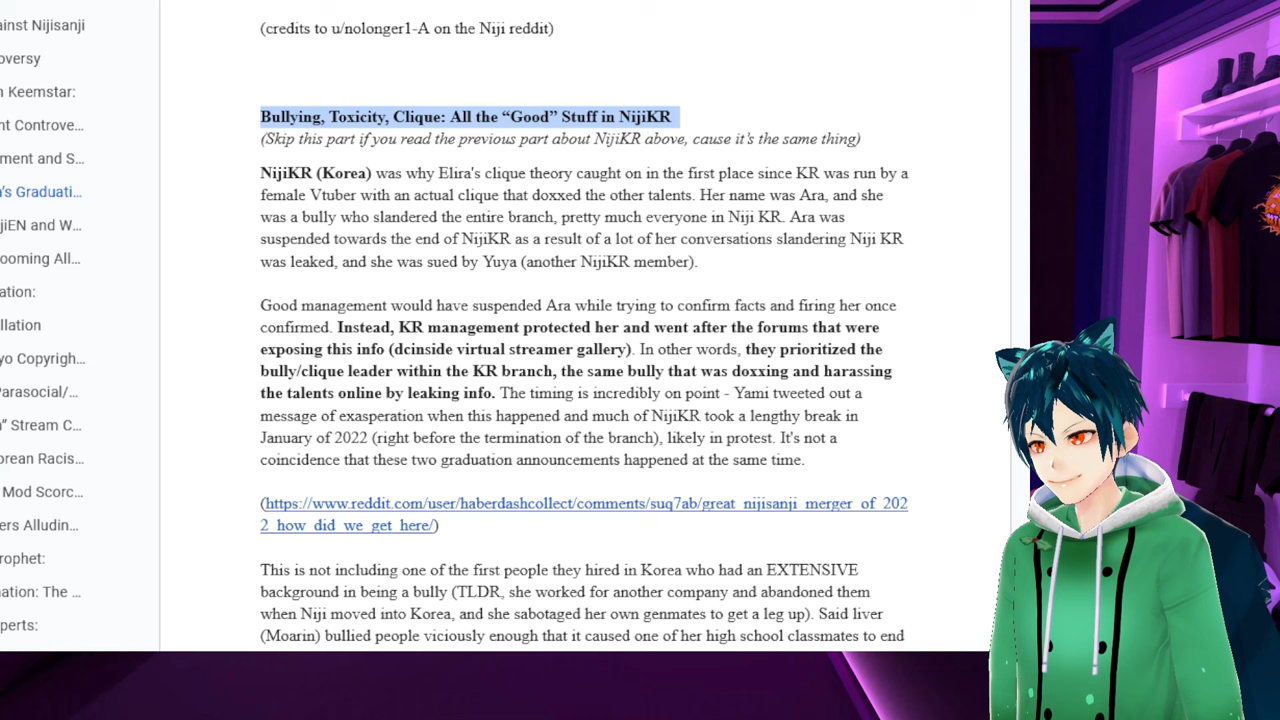 ainst Nijisanji
oversy
n Keemstar:
nt Controve…
ment and S…
a's Graduati…
jiEN and W…
ooming All…
ation:
llation
yo Copyrigh…
Parasocial/…
" Stream C…
orean Racis…
Mod Scorc…
ers Alludin…
rophet:
nation: The …
xperts:
(credits to u/nolonger1-A on the Niji reddit)
Bullying, Toxicity, Clique: All the “Good” Stuff in NijiKR
(Skip this part if you read the previous part about NijiKR above, cause it’s the same thing)
NijiKR (Korea) was why Elira's clique theory caught on in the first place since KR was run by a
female Vtuber with an actual clique that doxxed the other talents. Her name was Ara, and she
was a bully who slandered the entire branch, pretty much everyone in Niji KR. Ara was
suspended towards the end of NijiKR as a result of a lot of her conversations slandering Niji KR
was leaked, and she was sued by Yuya (another NijiKR member).
Good management would have suspended Ara while trying to confirm facts and firing her once
confirmed. Instead, KR management protected her and went after the forums that were
exposing this info (dcinside virtual streamer gallery). In other words, they prioritized the
bully/clique leader within the KR branch, the same bully that was doxxing and harassing
the talents online by leaking info. The timing is incredibly on point - Yami tweeted out a
message of exasperation when this happened and much of NijiKR took a lengthy break in
January of 2022 (right before the termination of the branch), likely in protest. It's not a
coincidence that these two graduation announcements happened at the same time.
(https://www.reddit.com/user/haberdashcollect/comments/suq7ab/great_nijisanji_merger_of_202
2_how_did_we_get_here/)
This is not including one of the first people they hired in Korea who had an EXTENSIVE
background in being a bully (TLDR, she worked for another company and abandoned them
when Niji moved into Korea, and she sabotaged her own genmates to get a leg up). Said liver
(Moarin) bullied people viciously enough that it caused one of her high school classmates to end